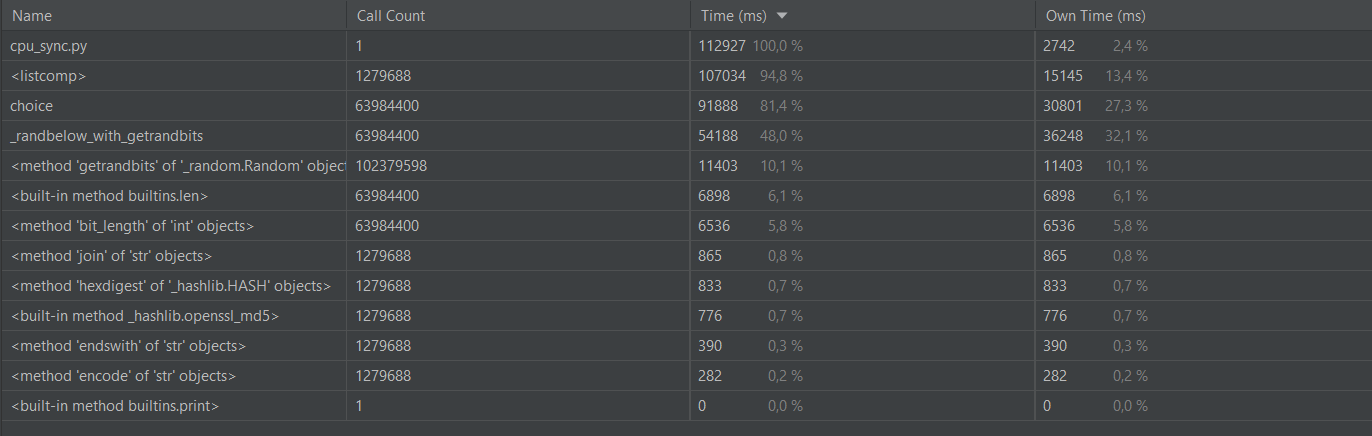 Name Call Count Time (ms) Own Time (ms)
cpu_sync.py 1 112927 100,0 % 2742 2,4 %
<listcomp> 1279688 107034 94,8 % 15145 13,4 %
choice 63984400 91888 81,4 % 30801 27,3 %
_randbelow_with_getrandbits 63984400 54188 48,0 % 36248 32,1 %
<method 'getrandbits' of '_random.Random' object 102379598 11403 10,1 % 11403 10,1 %
<built-in method builtins.len> 63984400 6898 6,1 % 6898 6,1 %
<method 'bit_length' of 'int' objects> 63984400 6536 5,8 % 6536 5,8 %
<method 'join' of 'str' objects> 1279688 865 0,8 % 865 0,8 %
<method 'hexdigest' of '_hashlib.HASH' objects> 1279688 833 0,7 % 833 0,7 %
<built-in method _hashlib.openssl_md5> 1279688 776 0,7 % 776 0,7 %
<method 'endswith' of 'str' objects> 1279688 390 0,3 % 390 0,3 %
<method 'encode' of 'str' objects> 1279688 282 0,2 % 282 0,2 %
<built-in method builtins.print> 1 0 0,0 % 0 0,0 %